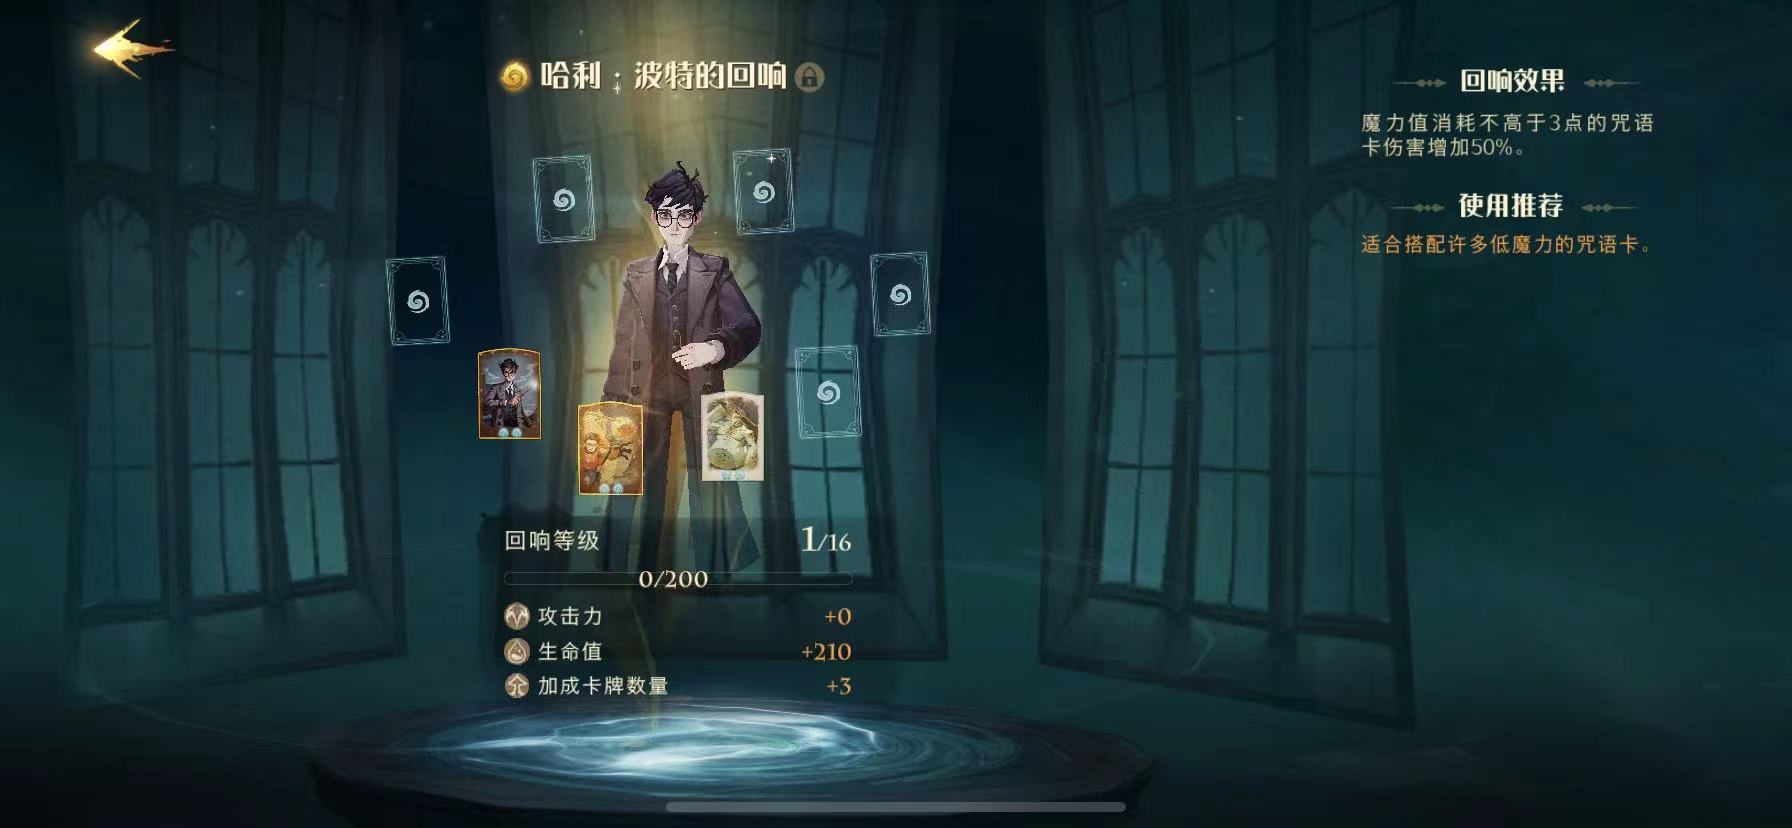 哈利·波特的回响
回响等级
1/16
0/200
攻击力
+0
生命值
+210
加成卡牌数量
+3
回响效果
魔力值消耗不高于3点的咒语
卡伤害增加50%。
使用推荐
适合搭配许多低魔力的咒语卡。